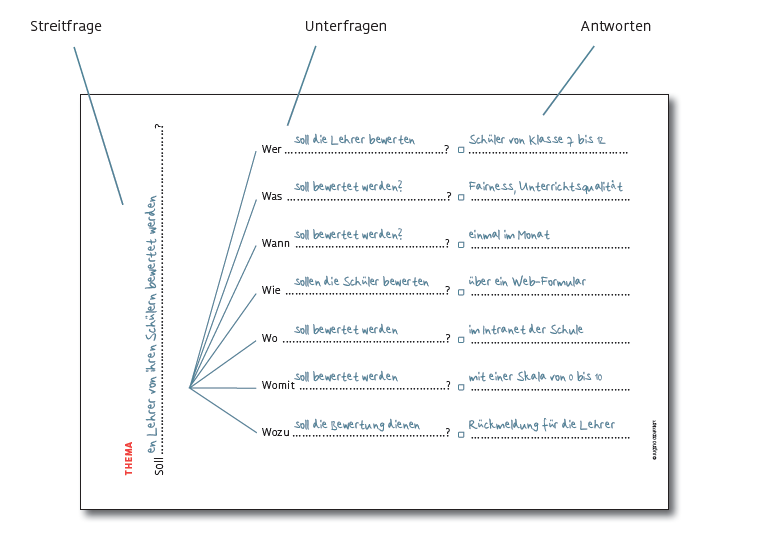 Streitfrage
Unterfragen
Antworten
THEMA
Sollen Lehrer von ihren Schülern bewertet werden?
Wer soll die Lehrer bewerten? Schüler von Klasse 7 bis 12
Was soll bewertet werden?? Fairness, Unterrichtsqualität
Wann soll bewertet werden?? einmal im Monat
Wie sollen die Schüler bewerten? über ein Web-Formular
Wo soll bewertet werden? im Intranet der Schule
Womit soll bewertet werden? mit einer Skala von 0 bis 10
Wozu soll die Bewertung dienen? Rückmeldung für die Lehrer